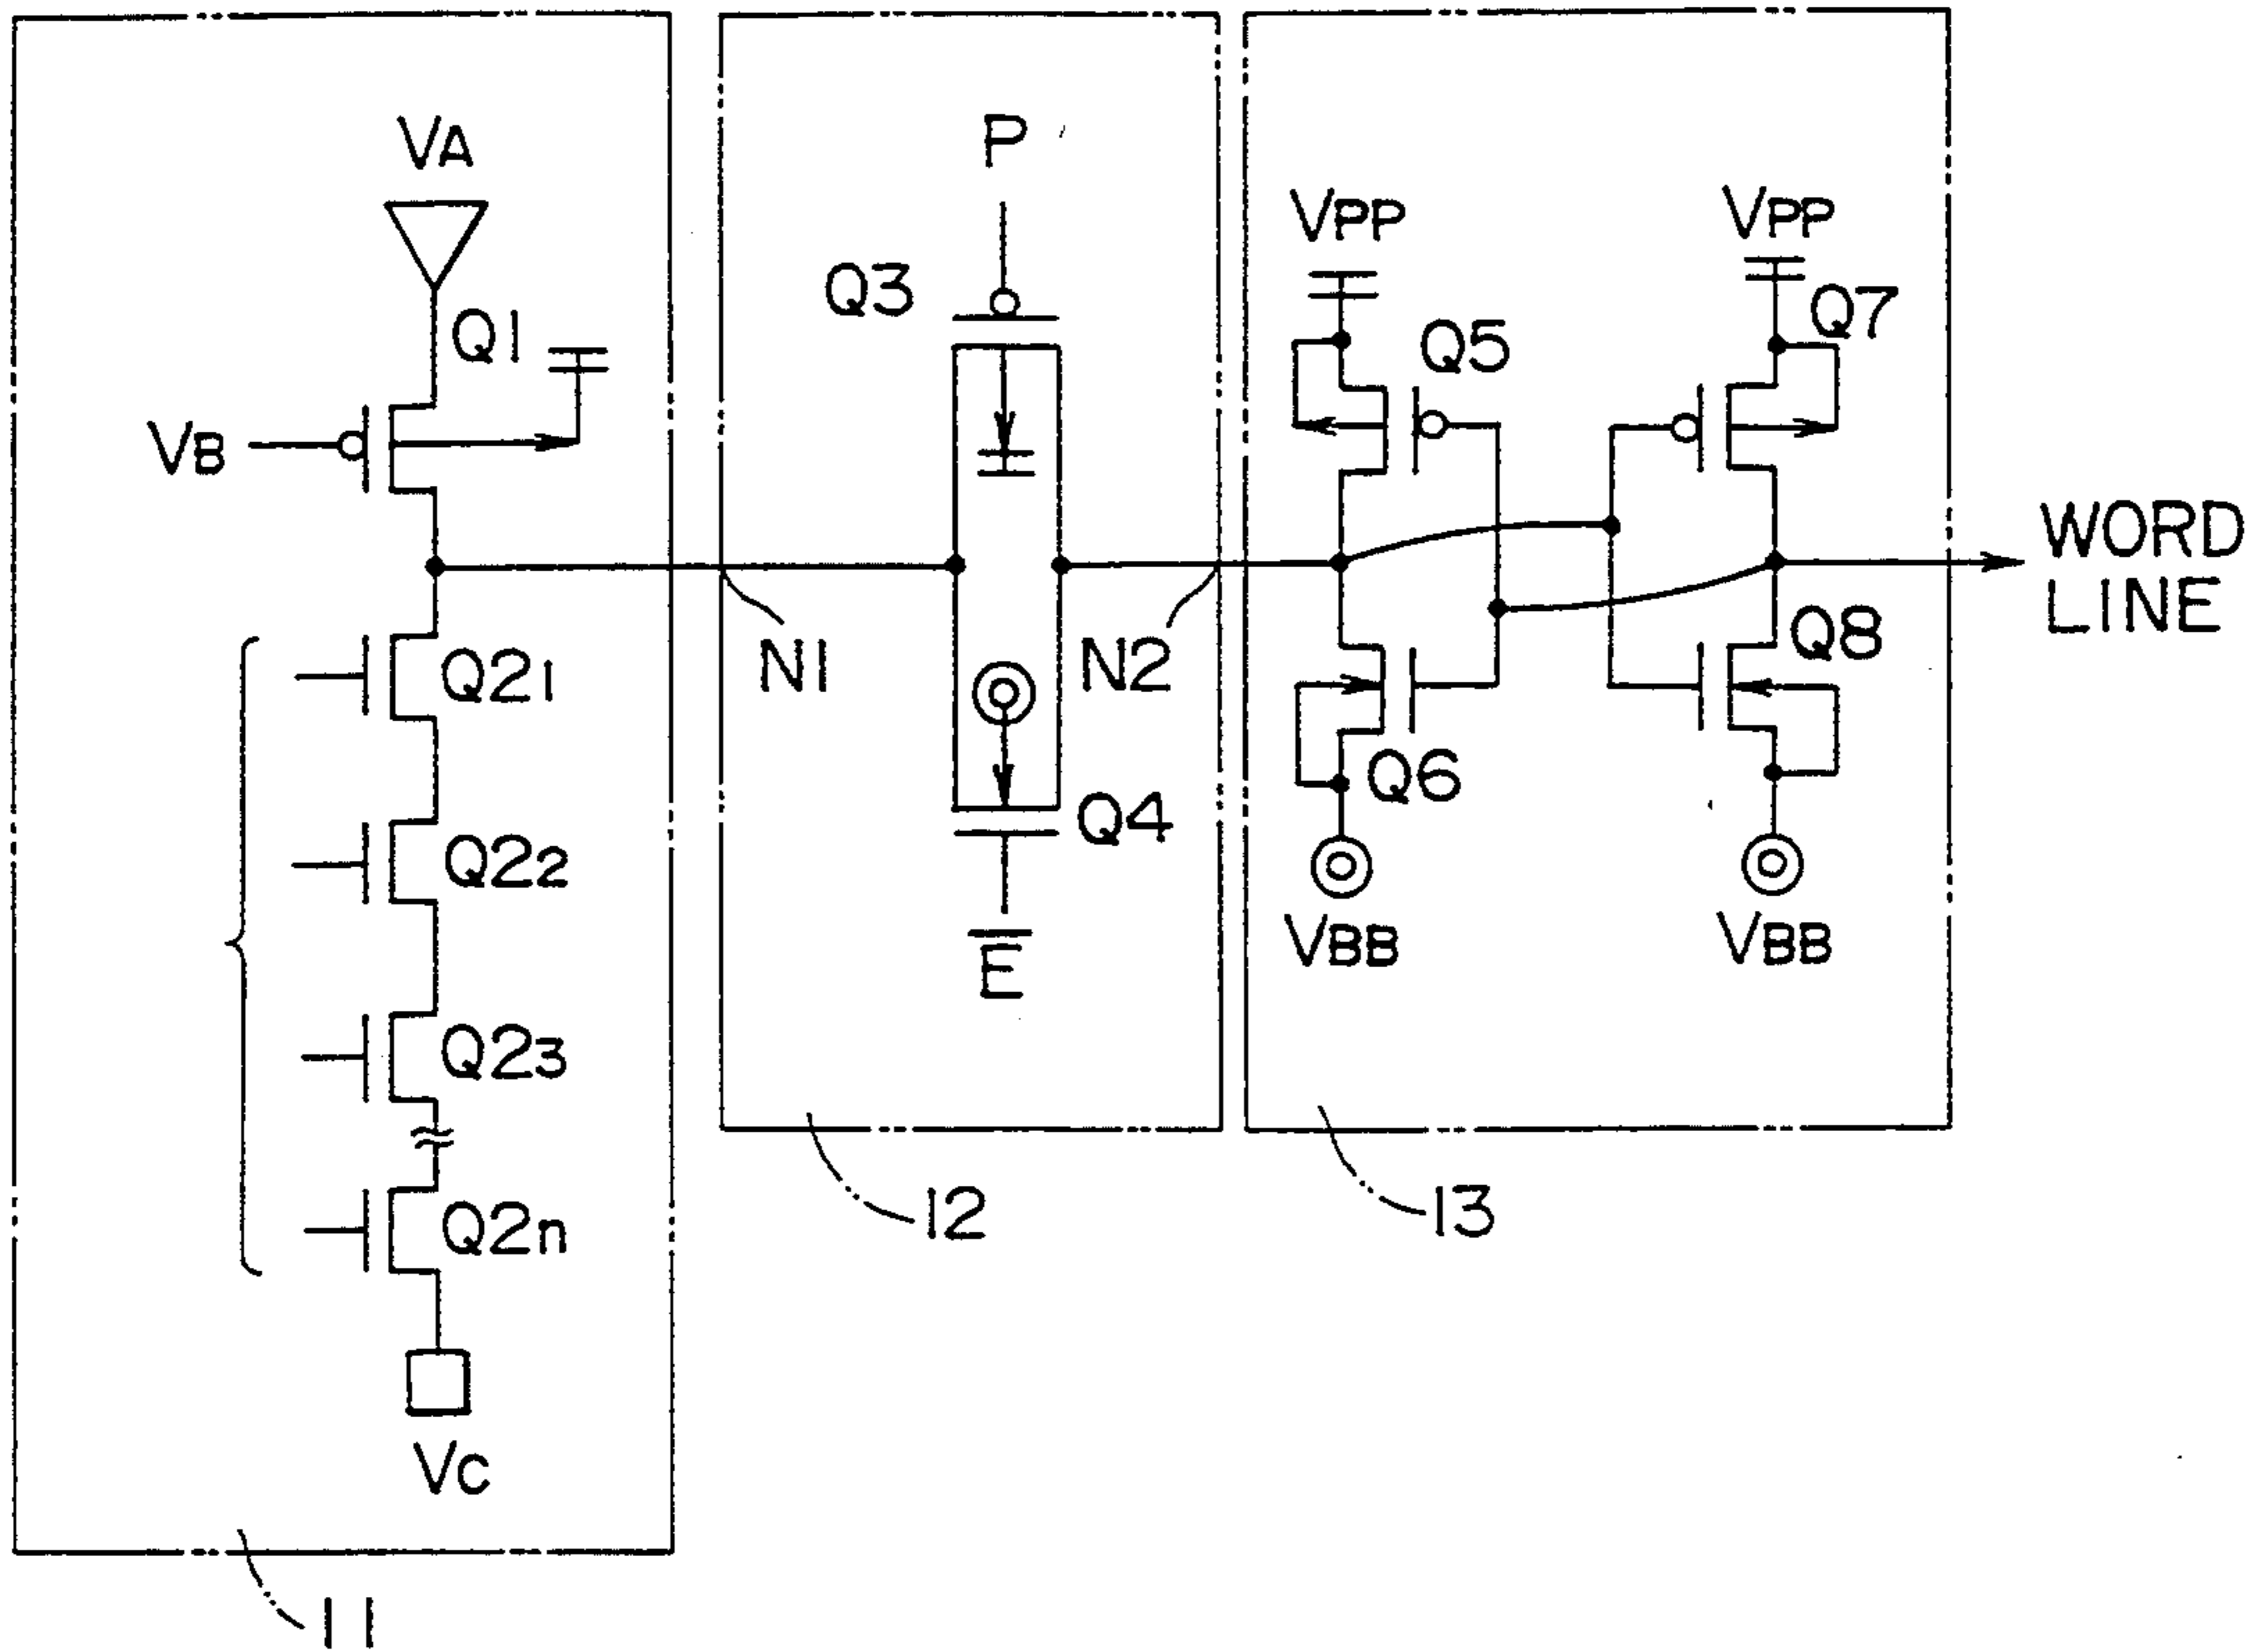 VA
Q1
VB
Q21
Q22
Q23
Q2n
VC
11
P
Q3
N1
N2
Q4
E̅
12
VPP
VPP
Q5
Q7
Q6
Q8
VBB
VBB
13
WORD
LINE